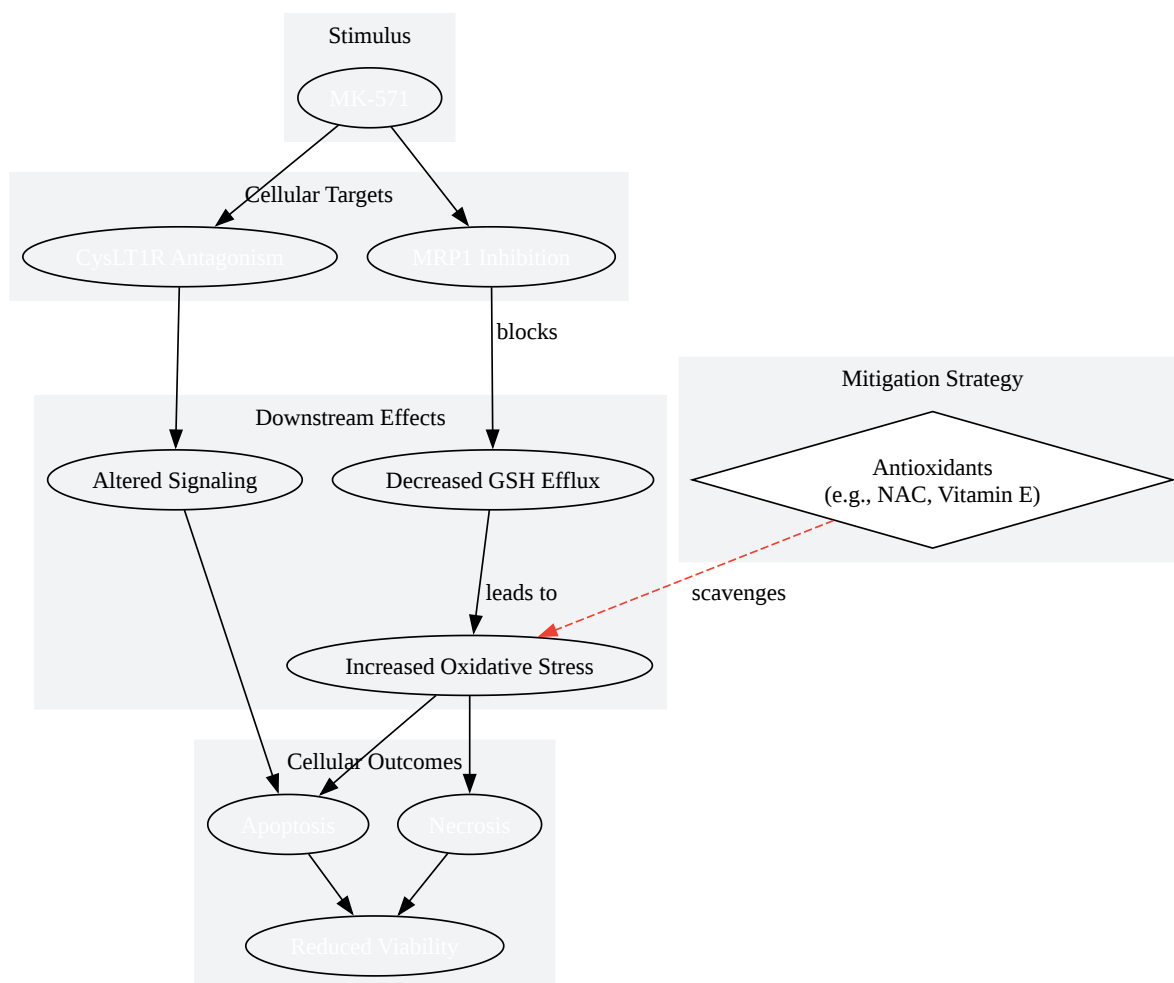 Stimulus
MK-571
Cellular Targets
CysLT1R Antagonism
MRP1 Inhibition
blocks
Mitigation Strategy
Downstream Effects
Antioxidants
(e.g., NAC, Vitamin E)
Altered Signaling
Decreased GSH Efflux
leads to
scavenges
Increased Oxidative Stress
Cellular Outcomes
Apoptosis
Necrosis
Reduced Viability